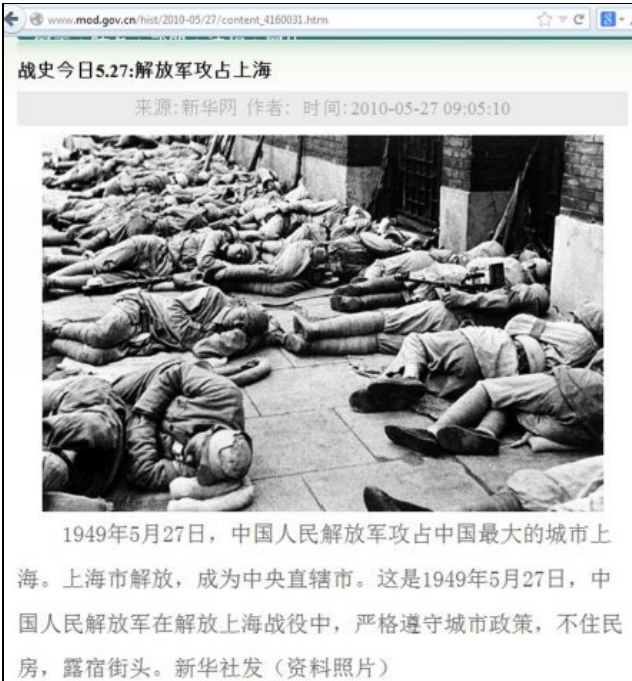 www.mod.gov.cn/hist/2010-05/27/content_4160031.htm
战史今日5.27:解放军攻占上海
来源:新华网 作者: 时间:2010-05-27 09:05:10
1949年5月27日，中国人民解放军攻占中国最大的城市上
海。上海市解放，成为中央直辖市。这是1949年5月27日，中
国人民解放军在解放上海战役中，严格遵守城市政策，不住民
房，露宿街头。新华社发（资料照片）